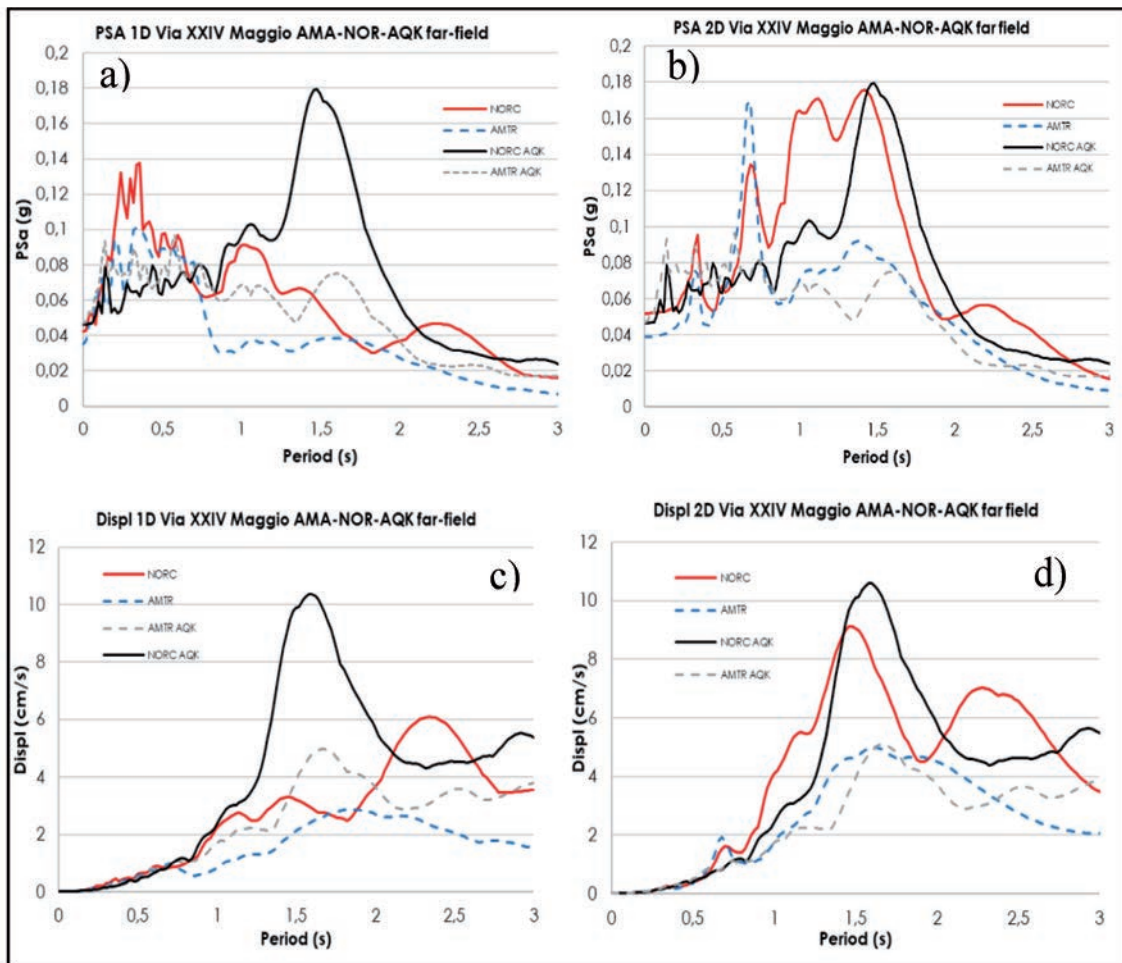 PSA 1D Via XXIV Maggio AMA-NOR-AQK far-field
a)
0,2
0,18
0,16
0,14
0,12
0,1
0,08
0,06
0,04
0,02
0
PSa (g)
NORC
AMTR
NORC AQK
AMTR AQK
0 0,5 1 1,5 2 2,5 3
Period (s)
PSA 2D Via XXIV Maggio AMA-NOR-AQK far field
b)
0,2
0,18
0,16
0,14
0,12
0,1
0,08
0,06
0,04
0,02
0
PSa (g)
NORC
AMTR
NORC AQK
AMTR AQK
0 0,5 1 1,5 2 2,5 3
Period (s)
Displ 1D Via XXIV Maggio AMA-NOR-AQK far-field
c)
12
10
8
6
4
2
0
Displ (cm/s)
NORC
AMTR
AMTR AQK
NORC AQK
0 0,5 1 1,5 2 2,5 3
Period (s)
Displ 2D Via XXIV Maggio AMA-NOR-AQK far field
d)
12
10
8
6
4
2
0
Displ (cm/s)
NORC
AMTR
NORC AQK
AMTR AQK
0 0,5 1 1,5 2 2,5 3
Period (s)